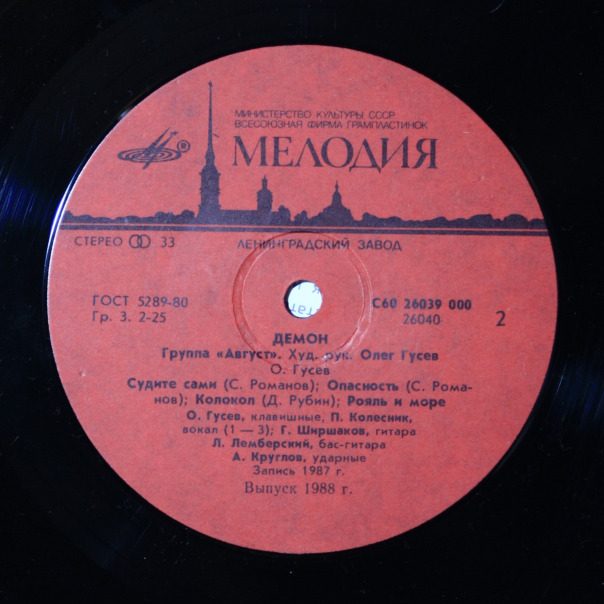 МИНИСТЕРСТВО КУЛЬТУРЫ СССР
ВСЕСОЮЗНАЯ ФИРМА ГРАМПЛАСТИНОК
МЕЛОДИЯ
®
СТЕРЕО 33
ЛЕНИНГРАДСКИЙ ЗАВОД
ГОСТ 5289-80
Гр. 3. 2-25
С60 26039 000
26040
2
ДЕМОН
Группа «Август». Худ. рук. Олег Гусев
О. Гусев
Судите сами (С. Романов); Опасность (С. Рома-
нов); Колокол (Д. Рубин); Рояль и море
О. Гусев, клавишные, П. Колесник,
вокал (1 — 3); Г. Ширшаков, гитара
Л. Лемберский, бас-гитара
А. Круглов, ударные
Запись 1987 г.
Выпуск 1988 г.